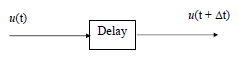 u(t)
Delay
u(t + Δt)